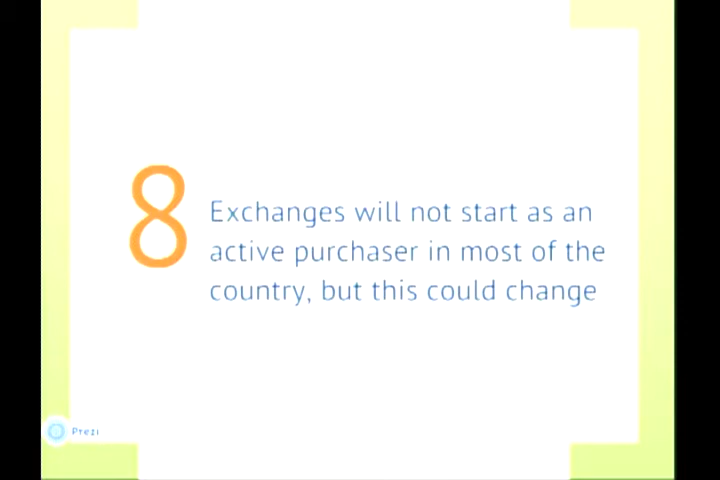 8
Exchanges will not start as an
active purchaser in most of the
country, but this could change
Prezi